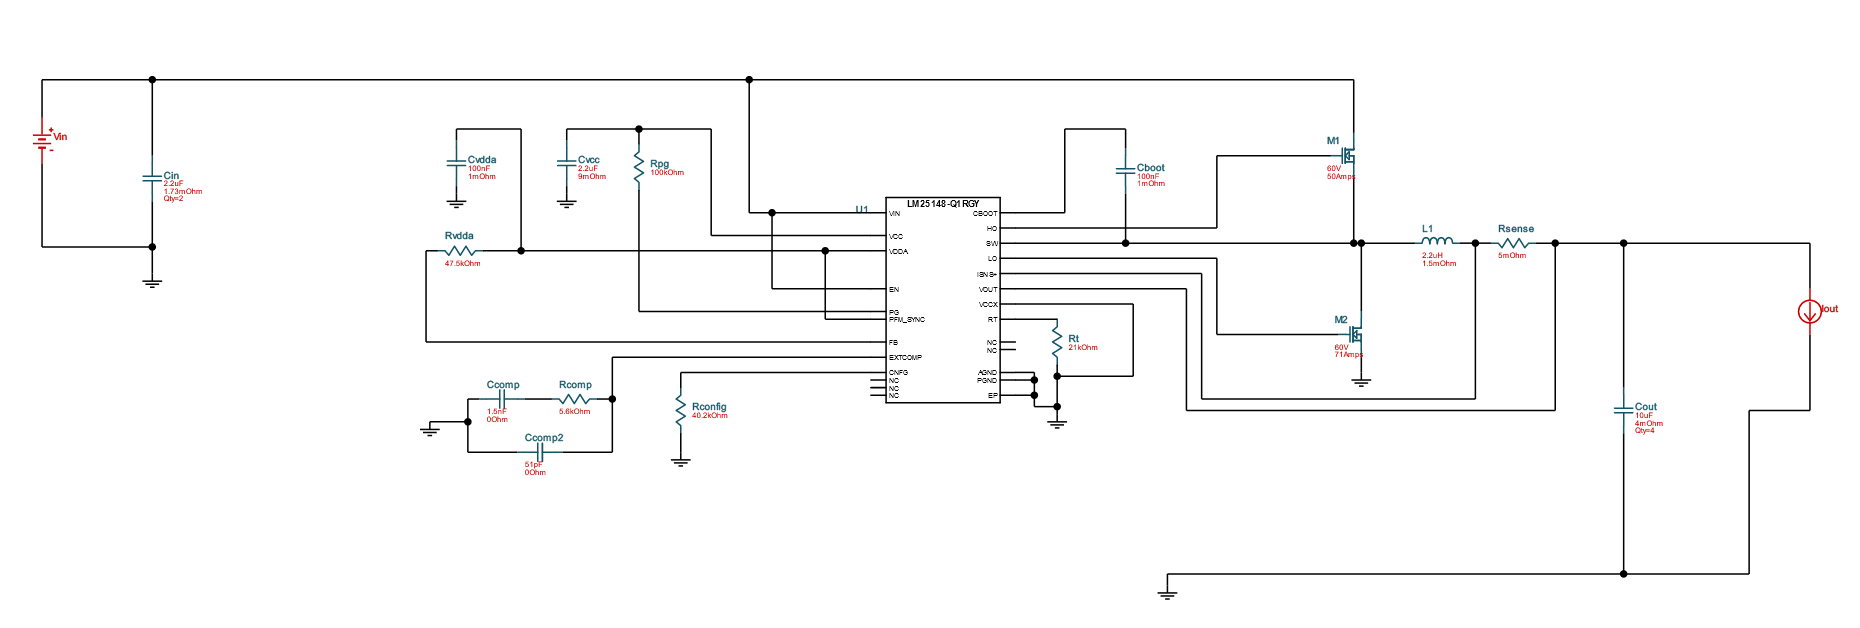 Vin
Cin
2.2uF
1.73mOhm
Qty=2
Cvdda
100nF
1mOhm
Cvcc
2.2uF
9mOhm
Rpg
100kOhm
Rvdda
47.5kOhm
Ccomp
1.5nF
0Ohm
Rcomp
5.6kOhm
Ccomp2
51pF
0Ohm
Rconfig
40.2kOhm
U1
LM25148-Q1RGY
VIN
VCC
VDDA
EN
PG
PFM_SYNC
FB
EXTCOMP
CNFG
NC
NC
NC
CBOOT
HO
SW
LO
ISNS+
VOUT
VCCX
RT
NC
NC
AGND
PGND
EP
Rt
21kOhm
Cboot
100nF
1mOhm
M1
60V
50Amps
M2
60V
71Amps
L1
2.2uH
1.5mOhm
Rsense
5mOhm
Cout
10uF
4mOhm
Qty=4
Iout